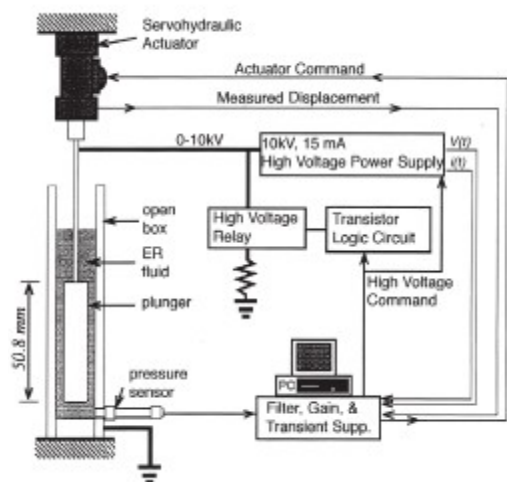 Servohydraulic
Actuator
Actuator Command
Measured Displacement
0-10kV
10kV, 15 mA
High Voltage Power Supply
V(t)
i(t)
open
box
ER
fluid
plunger
50.8 mm
High Voltage
Relay
Transistor
Logic Circuit
High Voltage
Command
pressure
sensor
PC
Filter, Gain, &
Transient Supp.